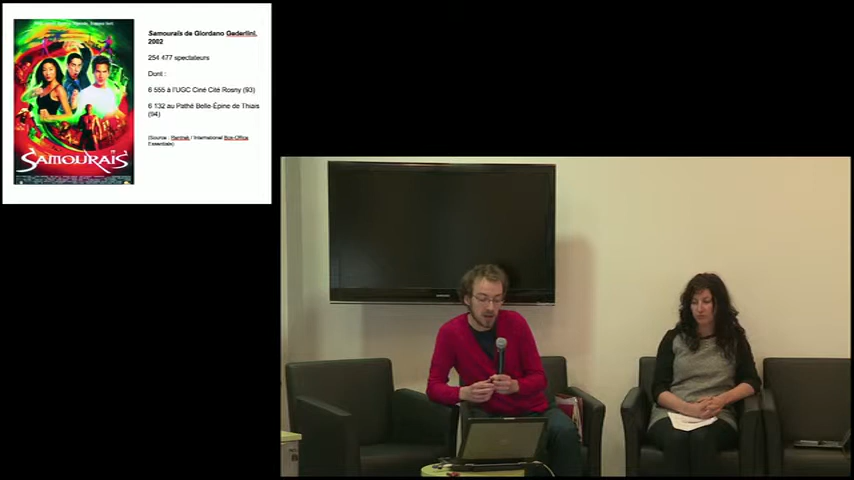 Samouraïs de Giordano Gederlini,
2002
254 477 spectateurs
Dont :
6 555 à l'UGC Ciné Cité Rosny (93)
6 132 au Pathé Belle-Épine de Thiais
(94)
(Source : Rentrak / International Box-Office
Essentials)
SAMOURAÏS